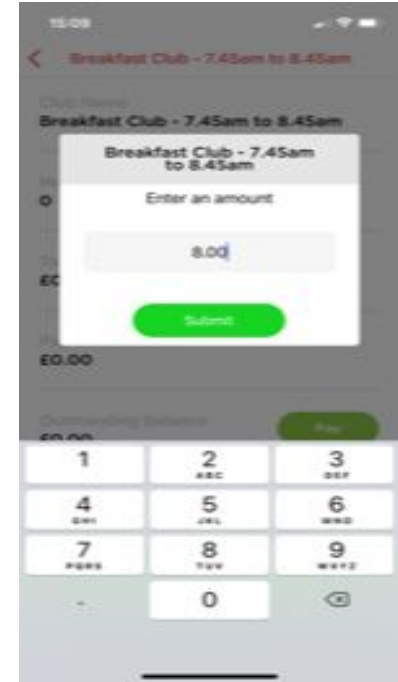 15:09
Breakfast Club - 7.45am to 8.45am
Club Name
Breakfast Club - 7.45am to 8.45am
Breakfast Club - 7.45am
to 8.45am
Enter an amount
0
8.00
£0
Submit
£0.00
Outstanding Balance
Pay
£0.00
1
2
ABC
3
DEF
4
GHI
5
JKL
6
MNO
7
PQRS
8
TUV
9
WXYZ
.
0